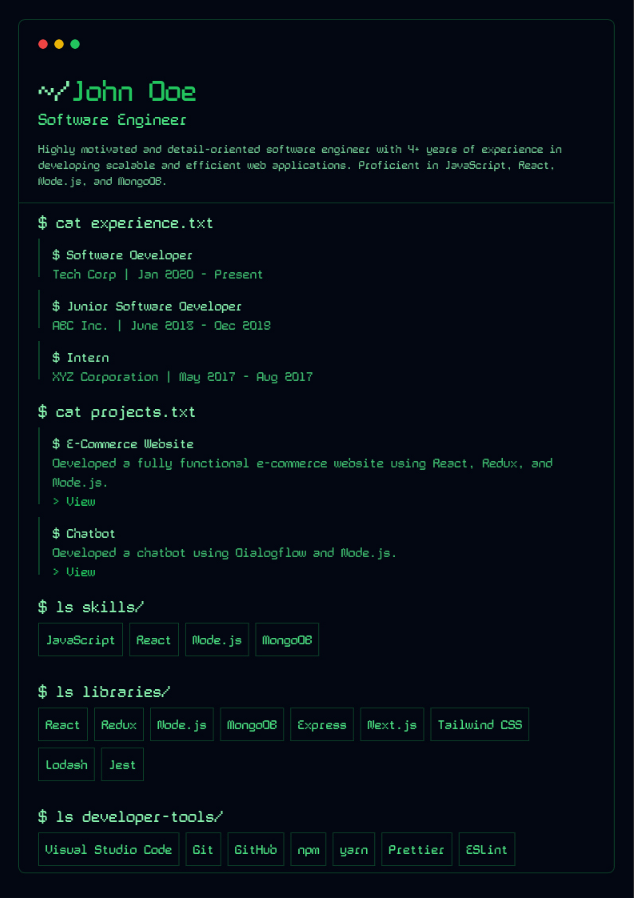 ~/John Doe
Software Engineer
Highly motivated and detail-oriented software engineer with 4+ years of experience in
developing scalable and efficient web applications. Proficient in JavaScript, React,
Node.js, and MongoDB.
$ cat experience.txt
$ Software Developer
Tech Corp | Jan 2020 - Present
$ Junior Software Developer
ABC Inc. | June 2018 - Dec 2019
$ Intern
XYZ Corporation | May 2017 - Aug 2017
$ cat projects.txt
$ E-Commerce Website
Developed a fully functional e-commerce website using React, Redux, and
Node.js.
> View
$ Chatbot
Developed a chatbot using Dialogflow and Node.js.
> View
$ ls skills/
JavaScript React Node.js MongoDB
$ ls libraries/
React Redux Node.js MongoDB Express Next.js Tailwind CSS
Lodash Jest
$ ls developer-tools/
Visual Studio Code Git GitHub npm yarn Prettier ESLint